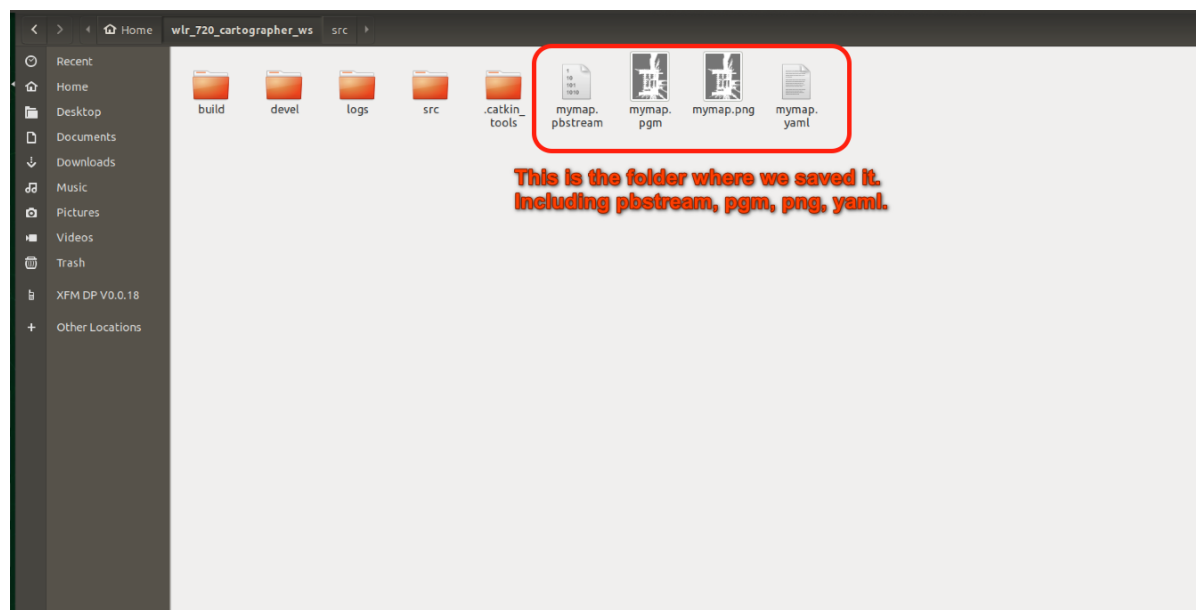 Home
wlr_720_cartographer_ws
src
Recent
Home
Desktop
Documents
Downloads
Music
Pictures
Videos
Trash
XFM DP V0.0.18
Other Locations
build
devel
logs
src
.catkin_
tools
mymap.
pbstream
mymap.
pgm
mymap.png
mymap.
yaml
This is the folder where we saved it.
Including pbstream, pgm, png, yaml.